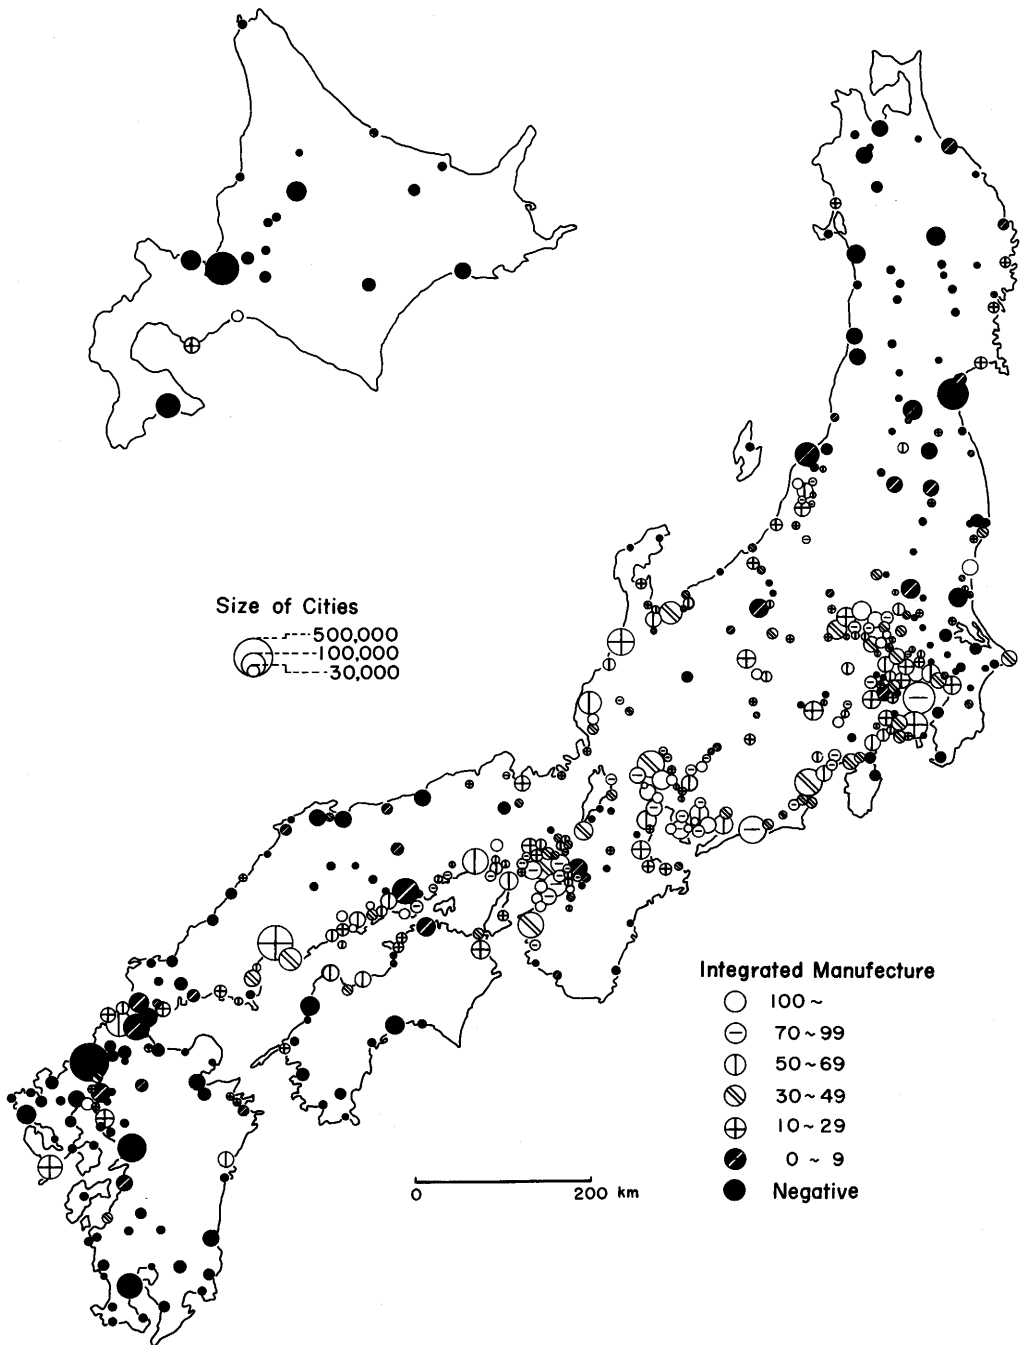 Size of Cities
500,000
100,000
30,000
Integrated Manufecture
100 ~
70 ~ 99
50 ~ 69
30 ~ 49
10 ~ 29
0 ~ 9
Negative
0 200 km